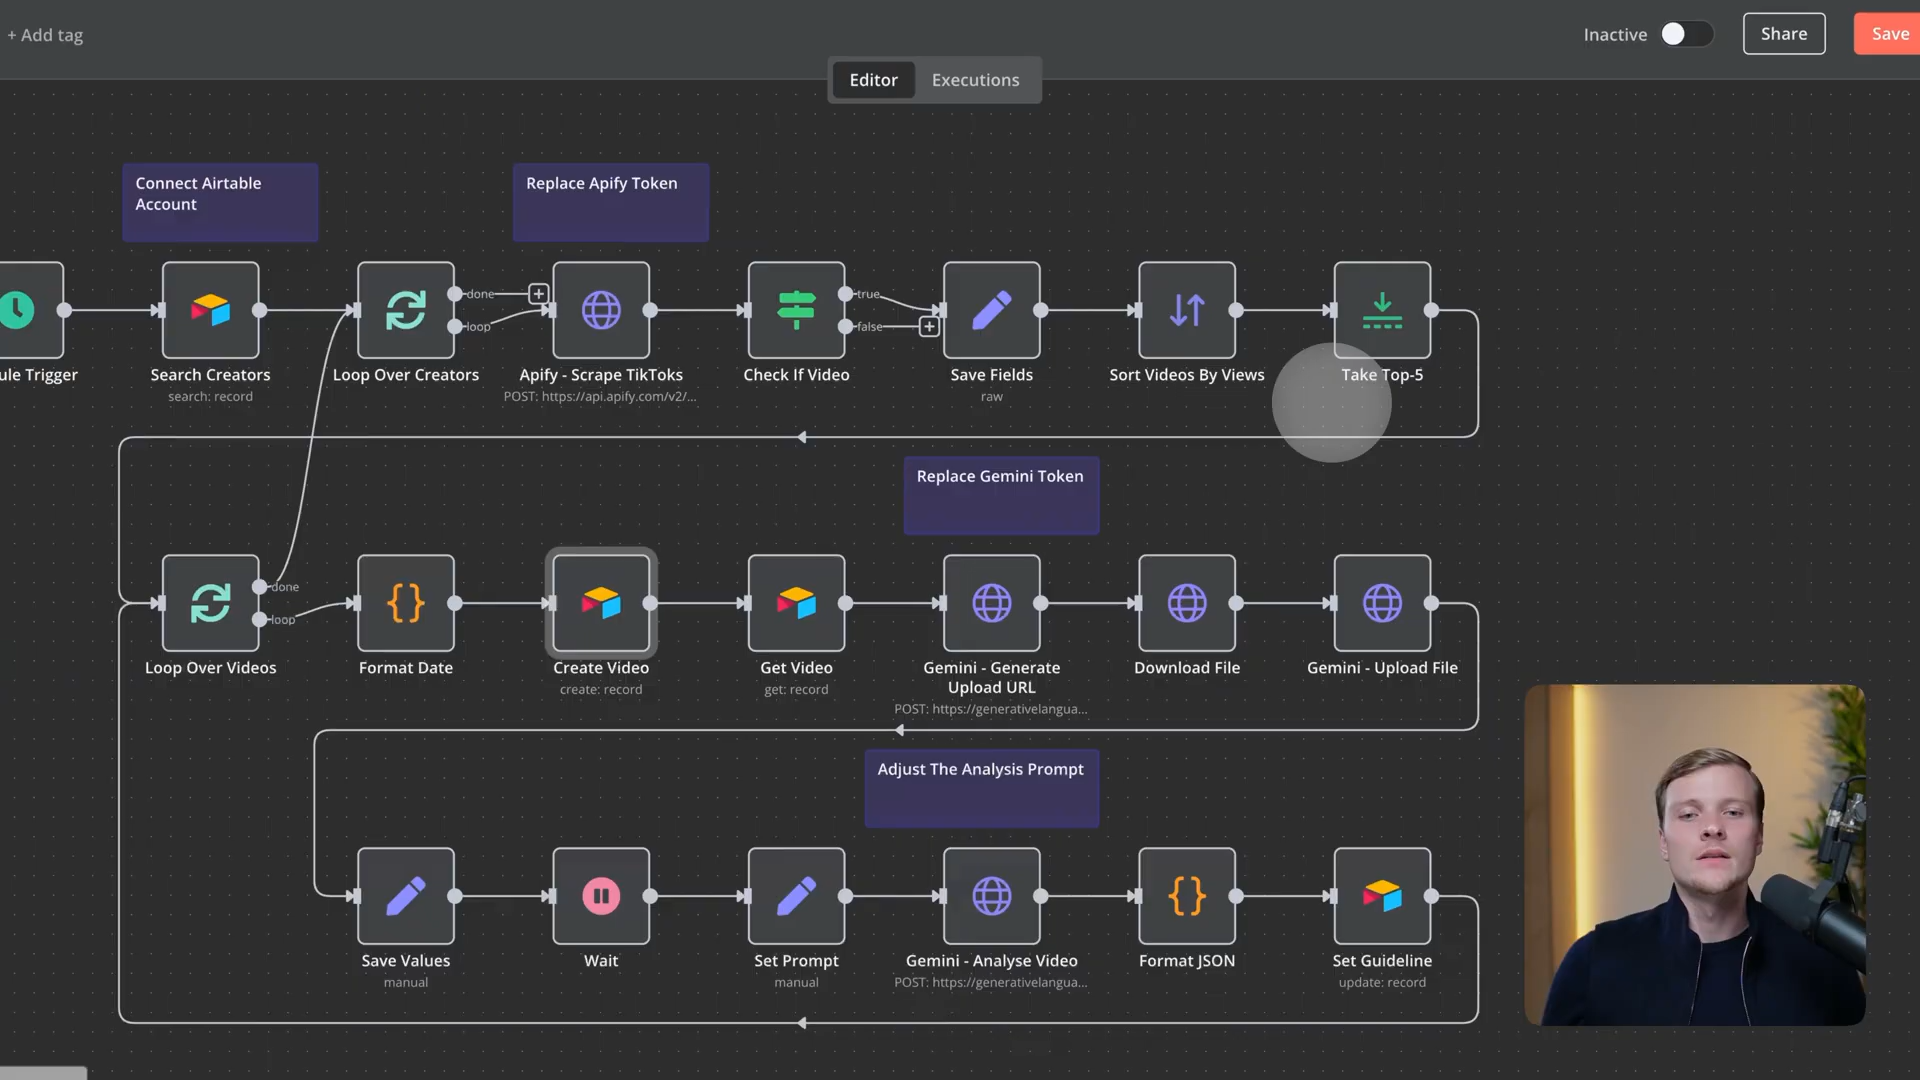 + Add tag
Inactive
Share
Save
Editor
Executions
Connect Airtable
Account
Replace Apify Token
done
loop
true
false
ule Trigger
Search Creators
search: record
Loop Over Creators
Apify - Scrape TikToks
POST: https://api.apify.com/v2/...
Check If Video
Save Fields
raw
Sort Videos By Views
Take Top-5
Replace Gemini Token
done
loop
Loop Over Videos
Format Date
Create Video
create: record
Get Video
get: record
Gemini - Generate
Upload URL
POST: https://generativelangua...
Download File
Gemini - Upload File
Adjust The Analysis Prompt
Save Values
manual
Wait
Set Prompt
manual
Gemini - Analyse Video
POST: https://generativelangua...
Format JSON
Set Guideline
update: record